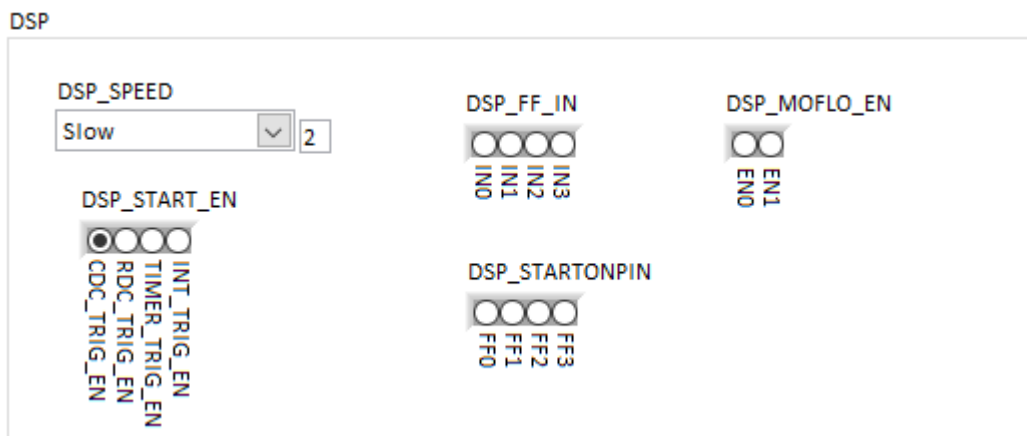 DSP
DSP_SPEED
Slow
2
DSP_START_EN
CDC_TRIG_EN
RDC_TRIG_EN
TIMER_TRIG_EN
INT_TRIG_EN
DSP_FF_IN
IN0
IN1
IN2
IN3
DSP_MOFLO_EN
EN0
EN1
DSP_STARTONPIN
FF0
FF1
FF2
FF3